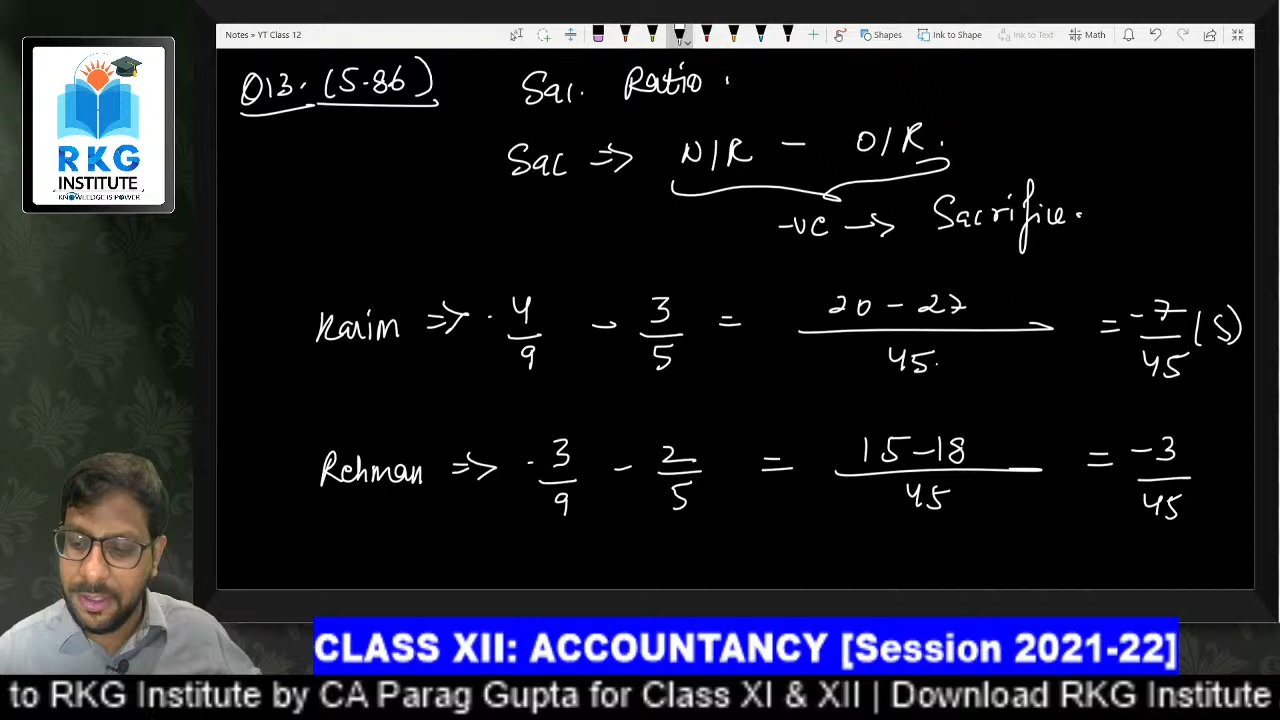 Notes » YT Class 12
Shapes
Ink to Shape
Ink to Text
Math
RKG
INSTITUTE
KNOWLEDGE IS POWER
Q13. (5.86) Sac. Ratio.
Sac => N/R - O/R.
-ve -> Sacrifice.
Karim => 4/9 - 3/5 = 20 - 27/45 = -7/45 (S)
Rehman => 3/9 - 2/5 = 15-18/45 = -3/45
CLASS XII: ACCOUNTANCY [Session 2021-22]
to RKG Institute by CA Parag Gupta for Class XI & XII | Download RKG Institute